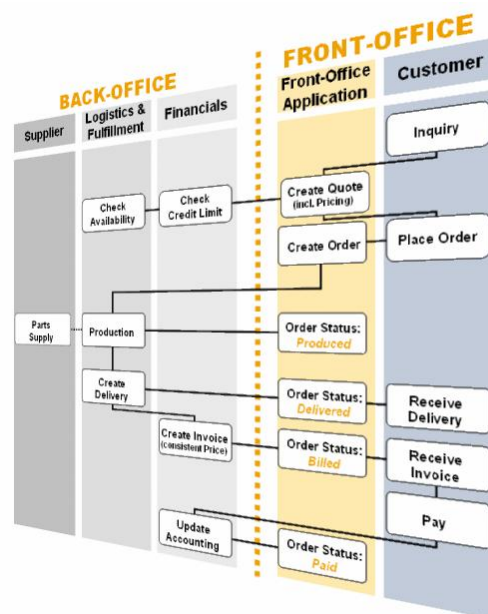 FRONT-OFFICE
BACK-OFFICE
Supplier
Logistics &
Fulfillment
Financials
Front-Office
Application
Customer
Inquiry
Check
Availability
Check
Credit Limit
Create Quote
(incl. Pricing)
Create Order
Place Order
Parts
Supply
Production
Order Status:
Produced
Create
Delivery
Order Status:
Delivered
Receive
Delivery
Create Invoice
(consistent Price)
Order Status:
Billed
Receive
Invoice
Pay
Update
Accounting
Order Status:
Paid